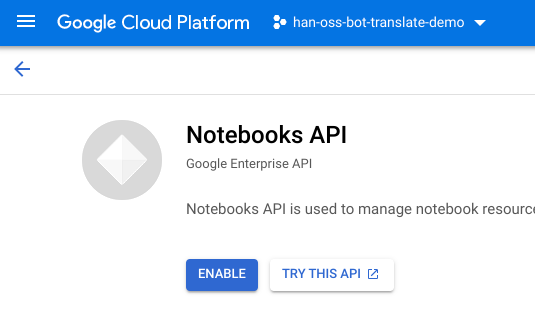 Google Cloud Platform
han-oss-bot-translate-demo
Notebooks API
Google Enterprise API
Notebooks API is used to manage notebook resource
ENABLE
TRY THIS API